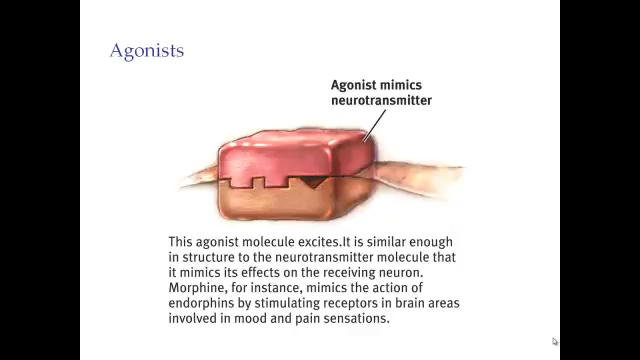 Agonists
Agonist mimics
neurotransmitter
This agonist molecule excites.It is similar enough
in structure to the neurotransmitter molecule that
it mimics its effects on the receiving neuron.
Morphine, for instance, mimics the action of
endorphins by stimulating receptors in brain areas
involved in mood and pain sensations.